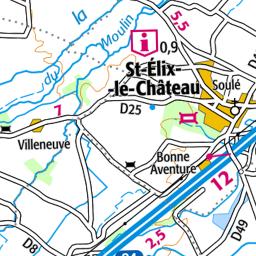 la
du Moulin
5,5
i
0,9
St-Élix-
-le-Château
Soulé
7
D25
Villeneuve
Bonne
Aventure
12
D8
2,5
D49